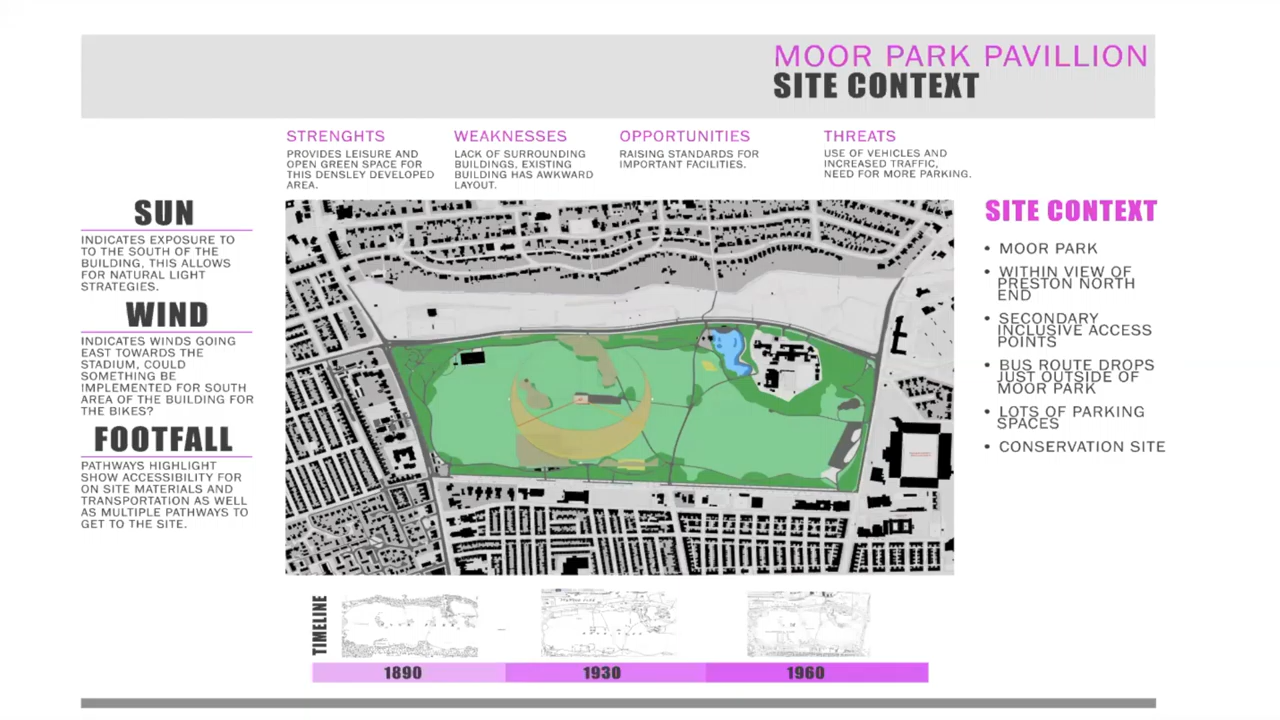 MOOR PARK PAVILLION
SITE CONTEXT
STRENGHTS
PROVIDES LEISURE AND
OPEN GREEN SPACE FOR
THIS DENSLEY DEVELOPED
AREA.
WEAKNESSES
LACK OF SURROUNDING
BUILDINGS, EXISTING
BUILDING HAS AWKWARD
LAYOUT.
OPPORTUNITIES
RAISING STANDARDS FOR
IMPORTANT FACILITIES.
THREATS
USE OF VEHICLES AND
INCREASED TRAFFIC,
NEED FOR MORE PARKING.
SUN
INDICATES EXPOSURE TO
TO THE SOUTH OF THE
BUILDING, THIS ALLOWS
FOR NATURAL LIGHT
STRATEGIES.
WIND
INDICATES WINDS GOING
EAST TOWARDS THE
STADIUM, COULD
SOMETHING BE
IMPLEMENTED FOR SOUTH
AREA OF THE BUILDING FOR
THE BIKES?
FOOTFALL
PATHWAYS HIGHLIGHT
SHOW ACCESSIBILITY FOR
ON SITE MATERIALS AND
TRANSPORTATION AS WELL
AS MULTIPLE PATHWAYS TO
GET TO THE SITE.
SITE CONTEXT
• MOOR PARK
• WITHIN VIEW OF
PRESTON NORTH
END
• SECONDARY
INCLUSIVE ACCESS
POINTS
• BUS ROUTE DROPS
JUST OUTSIDE OF
MOOR PARK
• LOTS OF PARKING
SPACES
• CONSERVATION SITE
TIMELINE
1890
1930
1960